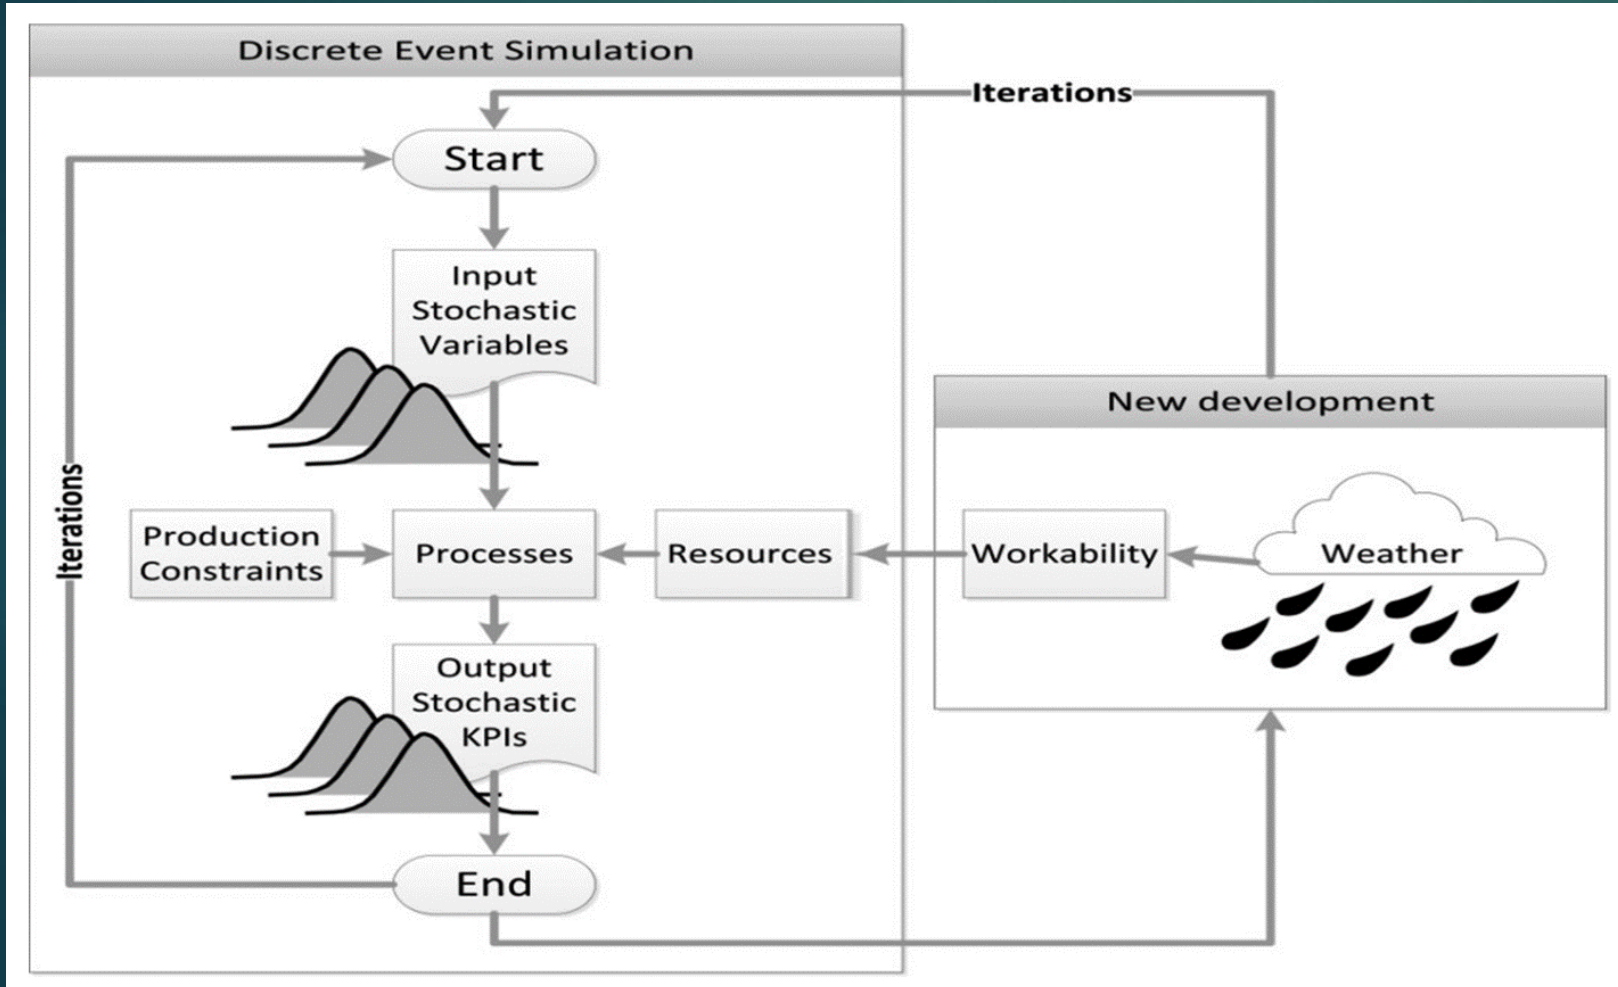 Discrete Event Simulation
Iterations
Start
Input
Stochastic
Variables
New development
Iterations
Production
Constraints
Processes
Resources
Workability
Weather
Output
Stochastic
KPIs
End